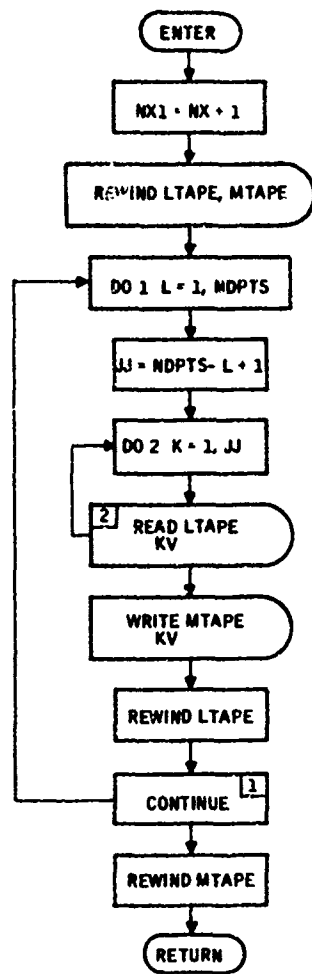 ENTER
NX1 = NX + 1
REWIND LTAPE, MTAPE
DO 1 L = 1, NDPTS
JJ = NDPTS- L + 1
DO 2 K = 1, JJ
2
READ LTAPE
KV
WRITE MTAPE
KV
REWIND LTAPE
1
CONTINUE
REWIND MTAPE
RETURN